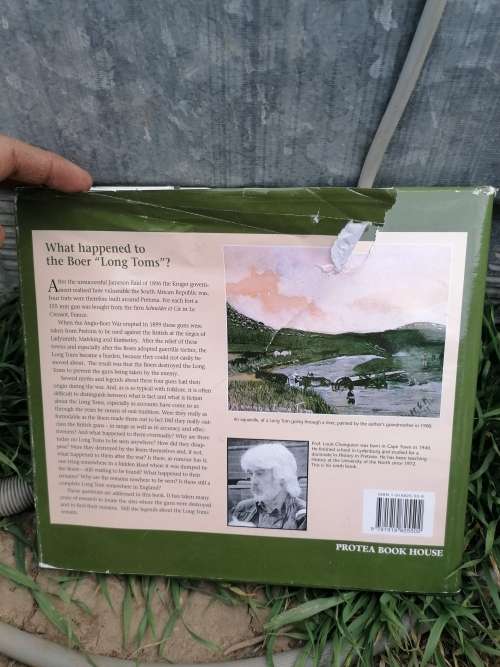 What happened to
the Boer "Long Toms"?
After the unsuccessful Jameson Raid of 1896 the Kruger govern-
ment realised how vulnerable the South African Republic was.
Four forts were therefore built around Pretoria. For each fort a
155 mm gun was bought from the firm Schneider et Cie in Le
Creusot, France.
When the Anglo-Boer War erupted in 1899 these guns were
taken from Pretoria to be used against the British at the sieges of
Ladysmith, Mafeking and Kimberley. After the relief of these
towns and especially after the Boers adopted guerrilla tactics, the
Long Toms became a burden, because they could not easily be
moved about. The result was that the Boers destroyed the Long
Toms to prevent the guns being taken by the enemy.
Several myths and legends about these four guns had their
origin during the war. And, as is so typical with folklore, it is often
difficult to distinguish between what is fact and what is fiction
about the Long Toms, especially as accounts have come to us
through the years by means of oral tradition. Were they really as
formidable as the Boers made them out to be? Did they really out-
class the British guns – in range as well as in accuracy and effec-
tiveness? And what happened to them eventually? Why are there
today no Long Toms to be seen anywhere? How did they disap-
pear? Were they destroyed by the Boers themselves and, if not,
what happened to them after the war? Is there, as rumour has it,
one lying somewhere in a hidden dam where it was dumped by
the Boers – still waiting to be found? What happened to their
remains? Why are the remains nowhere to be seen? Is there still a
complete Long Tom somewhere in England?
These questions are addressed in this book. It has taken many
years of research to locate the sites where the guns were destroyed
and to find their remains. Still the legends about the Long Toms
remain.
An aquarelle, of a Long Tom going through a river, painted by the author's grandmother in 1900.
Prof. Louis Changuion was born in Cape Town in 1946.
He finished school in Lydenburg and studied for a
doctorate in History in Pretoria. He has been teaching
History at the University of the North since 1972.
This is his tenth book.
PROTEA BOOK HOUSE